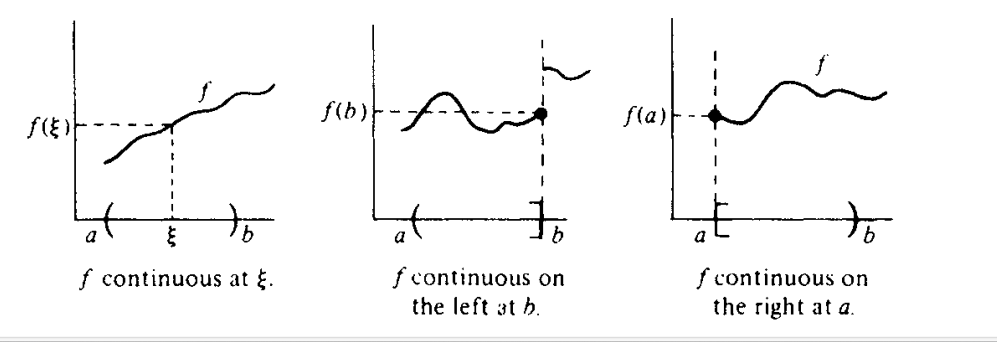 f
f(ξ)
a ( ξ ) b
f continuous at ξ.
f(b)
a ( ] b
f continuous on
the left at b.
f
f(a)
a [ ) b
f continuous on
the right at a.